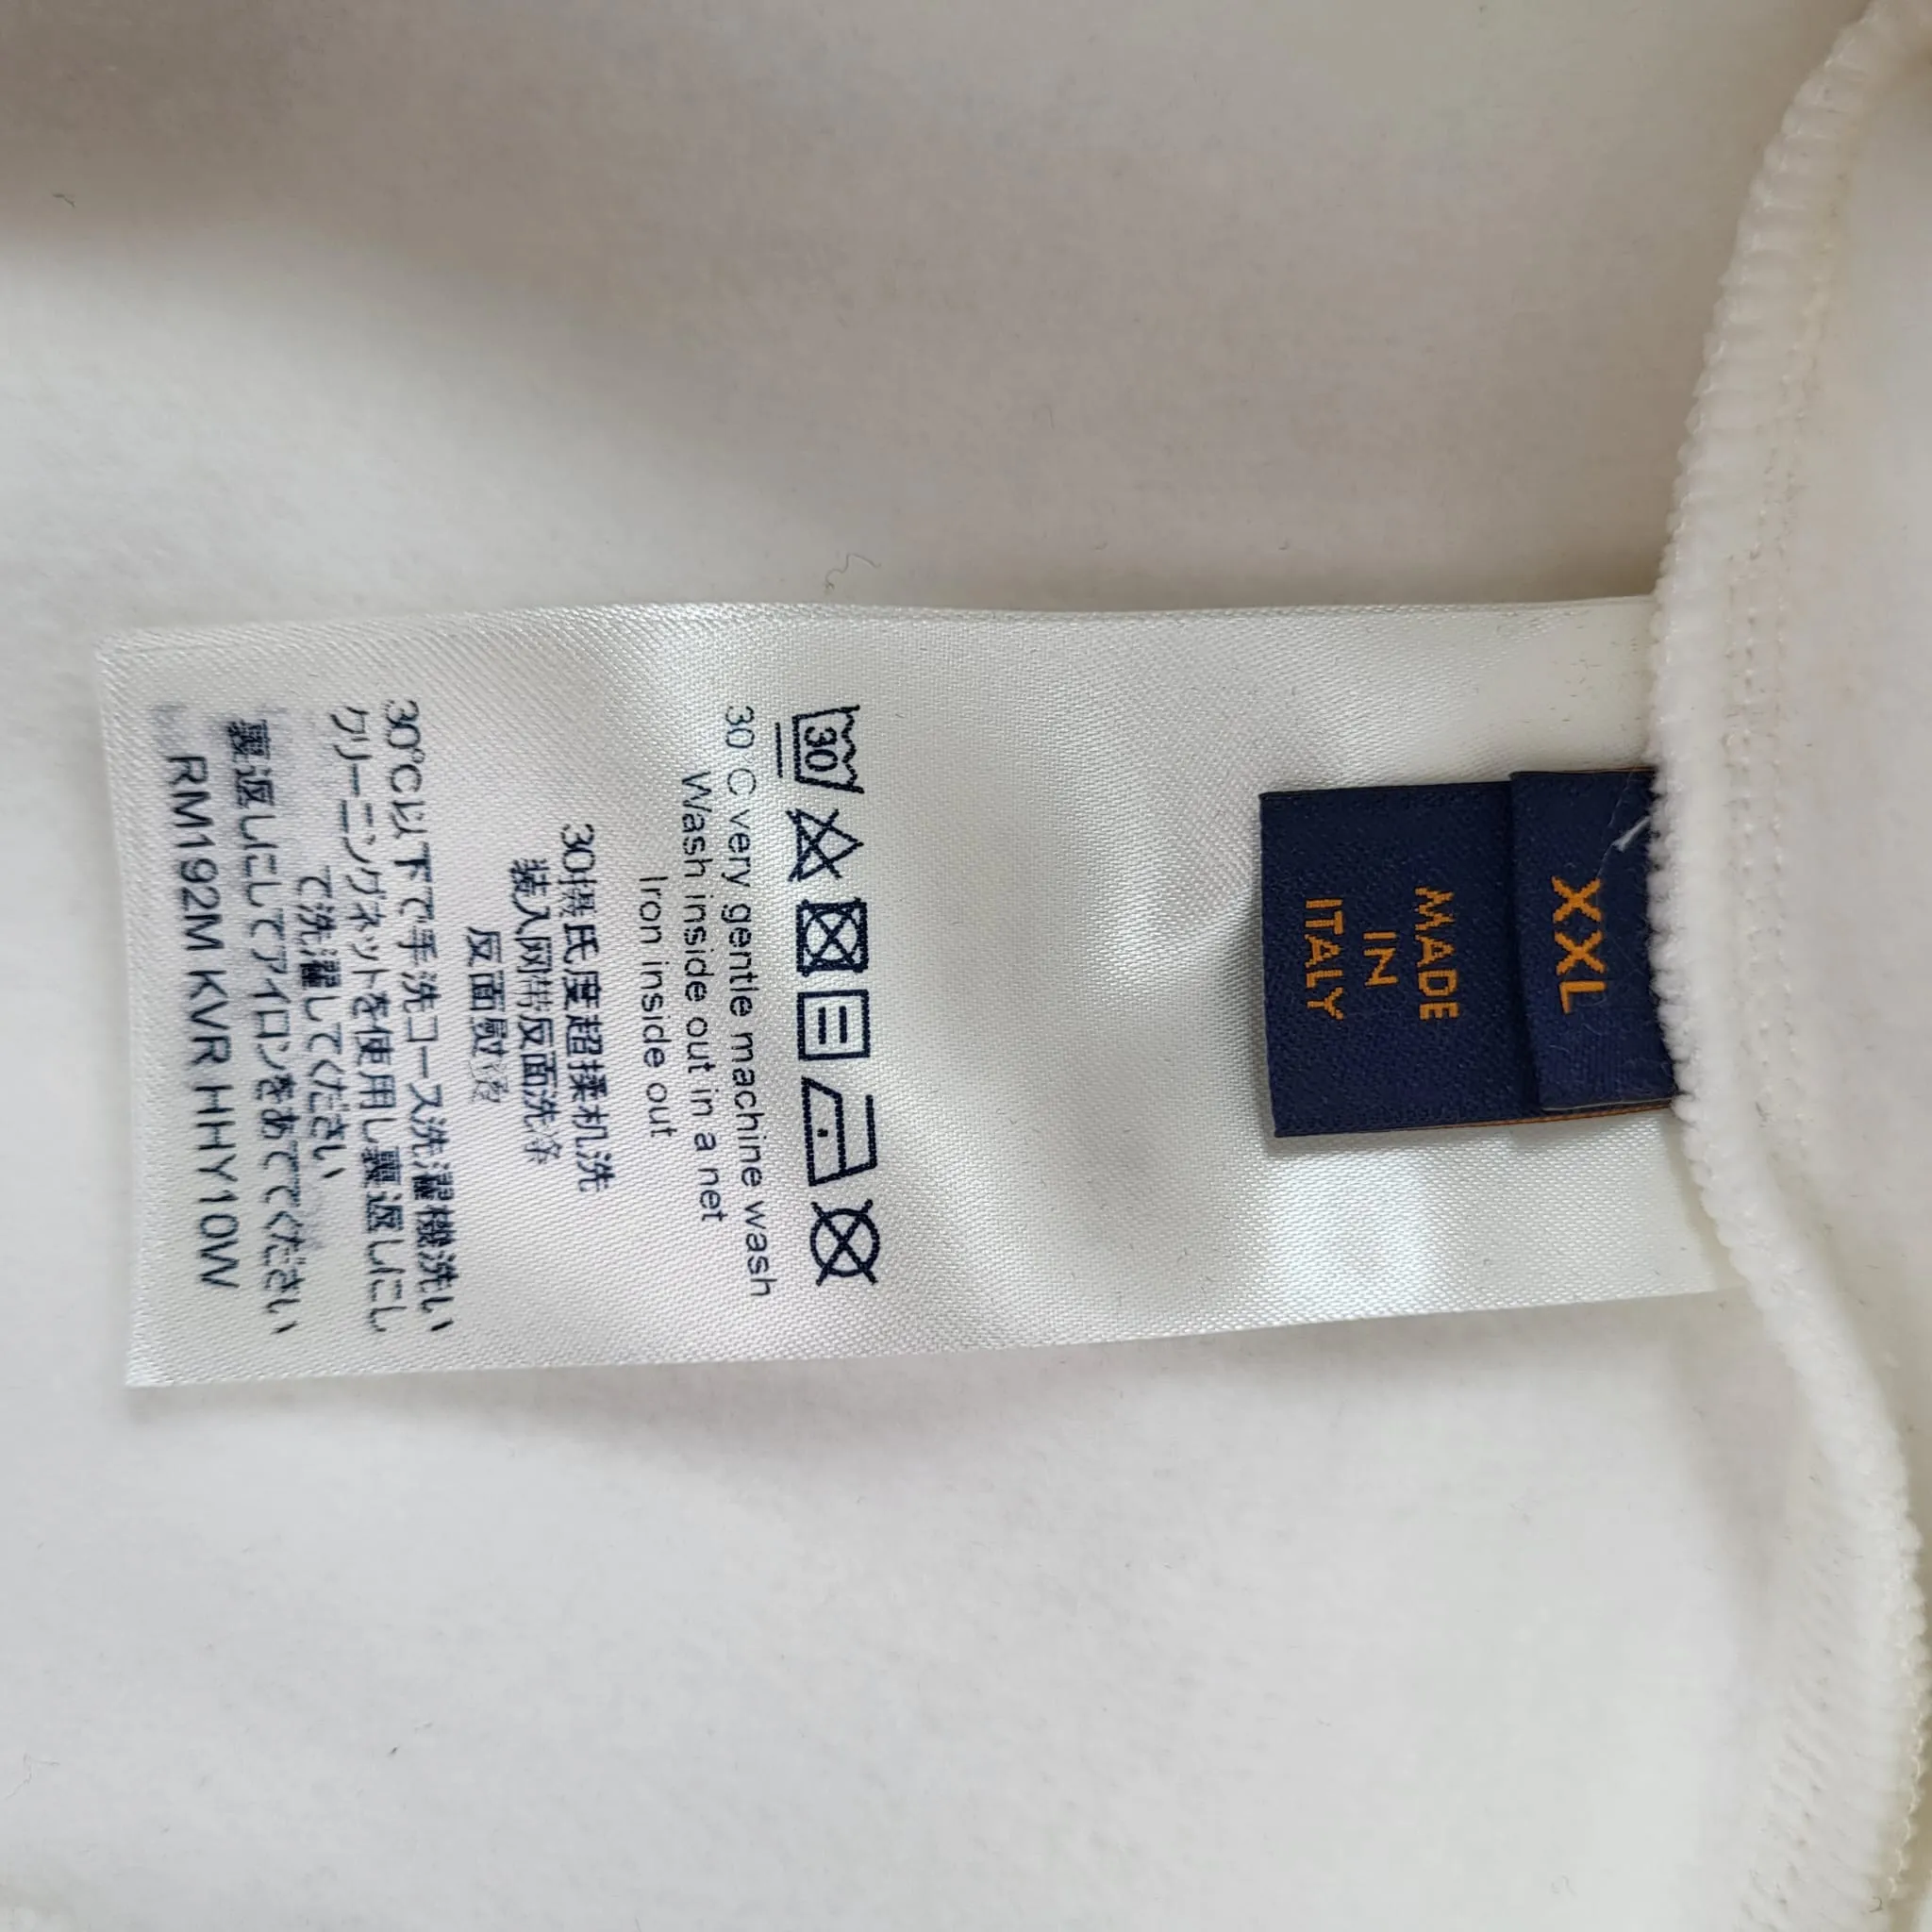 XXL
MADE
IN
ITALY
30
30°C very gentle machine wash
Wash inside out in a net
Iron inside out
30摄氏度超揉机洗
装入网带反面洗净
反面熨烫
30℃以下で手洗コース洗濯機洗い
クリーニングネットを使用し裏返しにし
て洗濯してください
裏返しにしてアイロンをあててください
RM192M KVR HHY10W